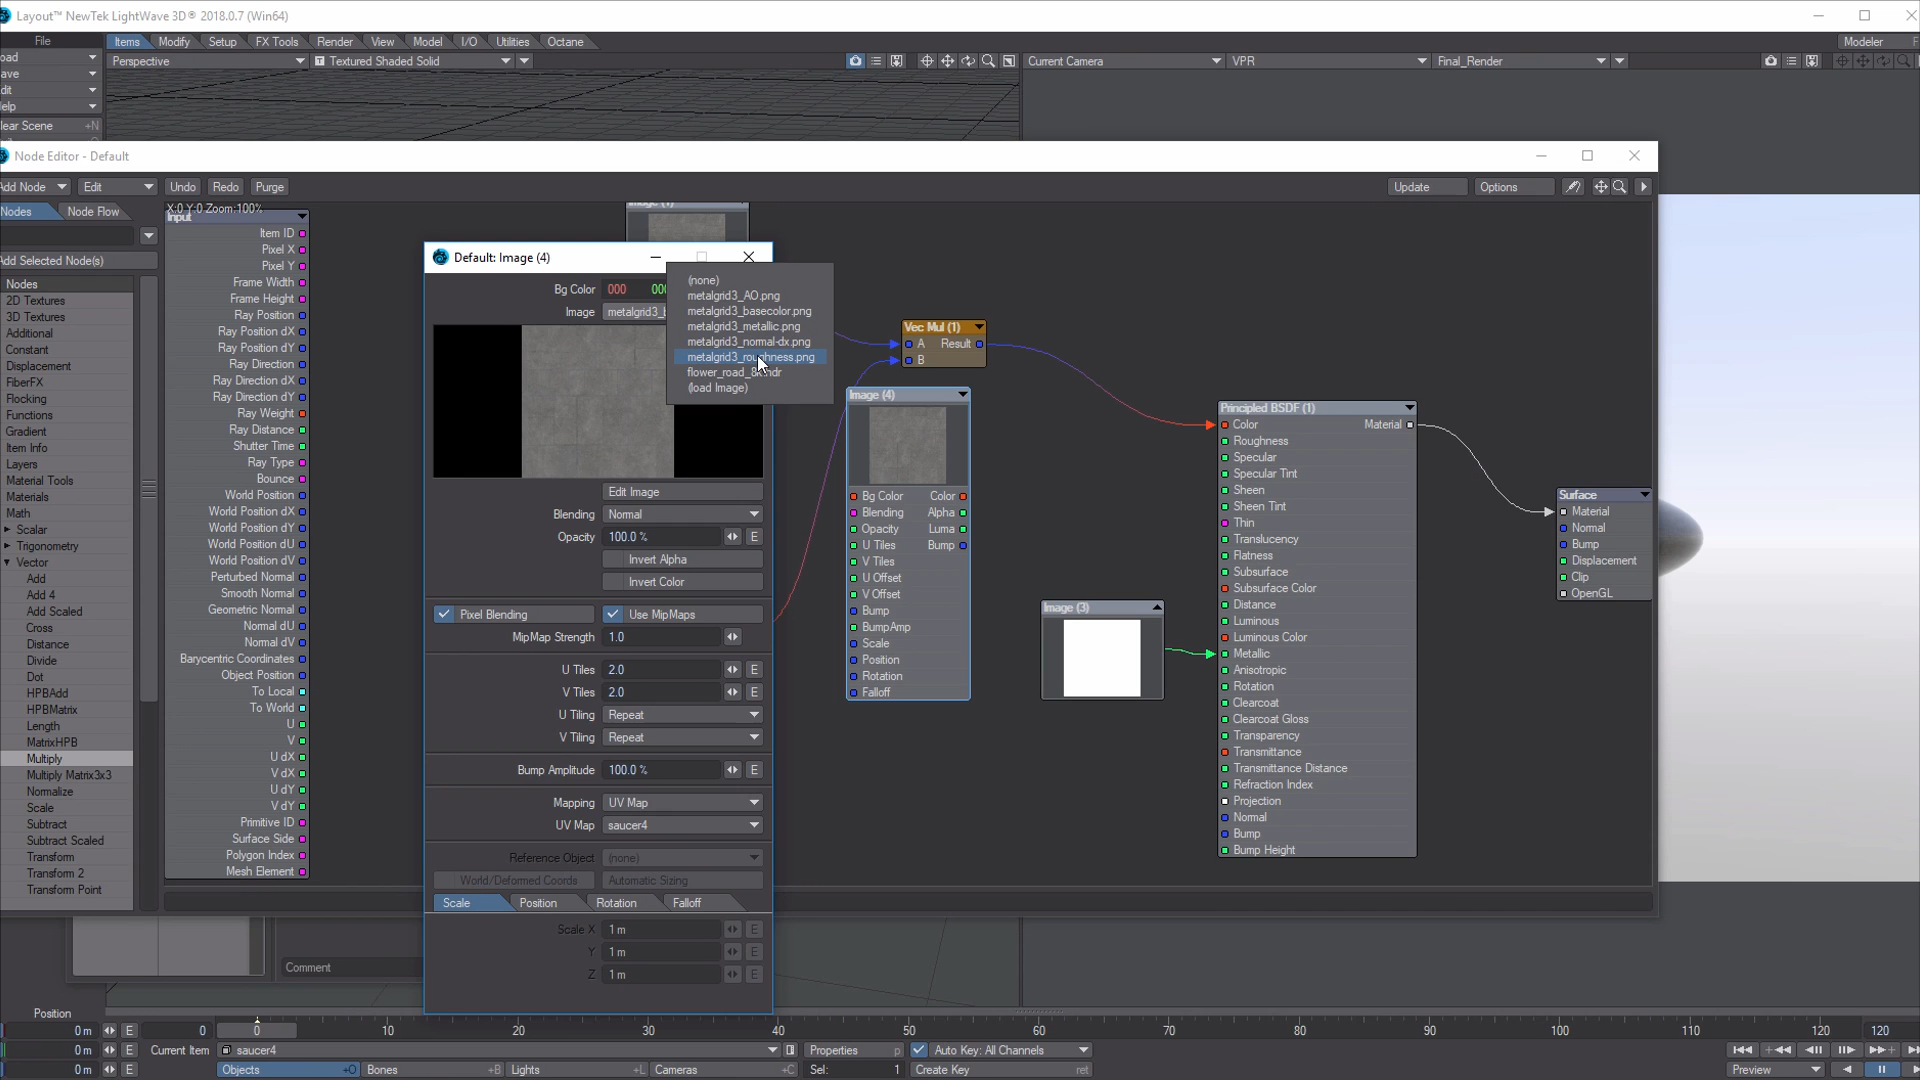 Layout™ NewTek LightWave 3D® 2018.0.7 (Win64)
File
Items Modify Setup FX Tools Render View Model I/O Utilities Octane
Modeler F
oad
Perspective Textured Shaded Solid
Current Camera VPR Final_Render
ave
dit
elp
lear Scene +N
Node Editor - Default
Add Node Edit Undo Redo Purge
Update Options
Nodes Node Flow
X:0 Y:0 Zoom:100%
Add Selected Node(s)
Nodes
2D Textures
3D Textures
Additional
Constant
Displacement
FiberFX
Flocking
Functions
Gradient
Item Info
Layers
Material Tools
Materials
Math
Scalar
Trigonometry
Vector
Add
Add 4
Add Scaled
Cross
Distance
Divide
Dot
HPBAdd
HPBMatrix
Length
MatrixHPB
Multiply
Multiply Matrix3x3
Normalize
Scale
Subtract
Subtract Scaled
Transform
Transform 2
Transform Point
Input
Item ID
Pixel X
Pixel Y
Frame Width
Frame Height
Ray Position
Ray Position dX
Ray Position dY
Ray Direction
Ray Direction dX
Ray Direction dY
Ray Weight
Ray Distance
Shutter Time
Ray Type
Bounce
World Position
World Position dX
World Position dY
World Position dU
World Position dV
Perturbed Normal
Smooth Normal
Geometric Normal
Normal dU
Normal dV
Barycentric Coordinates
Object Position
To Local
To World
U
V
U dX
V dX
U dY
V dY
Primitive ID
Surface Side
Polygon Index
Mesh Element
Image (1)
Default: Image (4)
Bg Color 000 000
Image metalgrid3_b
(none)
metalgrid3_AO.png
metalgrid3_basecolor.png
metalgrid3_metallic.png
metalgrid3_normal-dx.png
metalgrid3_roughness.png
flower_road_8k.hdr
(load Image)
Edit Image
Blending Normal
Opacity 100.0 % E
Invert Alpha
Invert Color
Pixel Blending Use MipMaps
MipMap Strength 1.0
U Tiles 2.0 E
V Tiles 2.0 E
U Tiling Repeat
V Tiling Repeat
Bump Amplitude 100.0 % E
Mapping UV Map
UV Map saucer4
Reference Object (none)
World/Deformed Coords Automatic Sizing
Scale Position Rotation Falloff
Scale X 1 m E
Y 1 m E
Z 1 m E
Vec Mul (1)
A Result
B
Image (4)
Bg Color Color
Blending Alpha
Opacity Luma
U Tiles Bump
V Tiles
U Offset
V Offset
Bump
BumpAmp
Scale
Position
Rotation
Falloff
Image (3)
Principled BSDF (1)
Color Material
Roughness
Specular
Specular Tint
Sheen
Sheen Tint
Thin
Translucency
Flatness
Subsurface
Subsurface Color
Distance
Luminous
Luminous Color
Metallic
Anisotropic
Rotation
Clearcoat
Clearcoat Gloss
Transparency
Transmittance
Transmittance Distance
Refraction Index
Projection
Normal
Bump
Bump Height
Surface
Material
Normal
Bump
Displacement
Clip
OpenGL
Comment
Position
0 m E 0 0 10 20 30 40 50 60 70 80 90 100 110 120 120
0 m E Current Item saucer4 Properties p Auto Key: All Channels
0 m E Objects +O Bones +B Lights +L Cameras +C Sel: 1 Create Key ret Preview